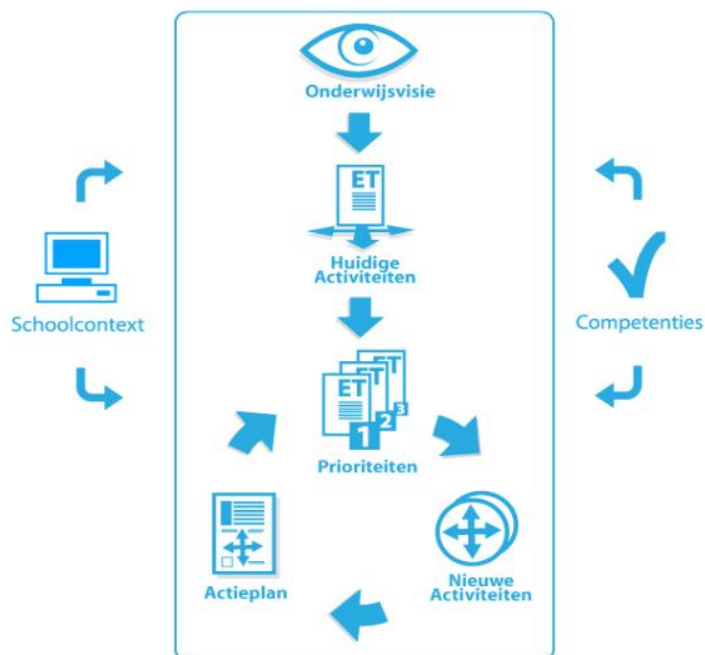 Onderwijsvisie
ET
Huidige
Activiteiten
Schoolcontext
Competenties
ET
ET
ET
1
2
3
Prioriteiten
Actieplan
Nieuwe
Activiteiten